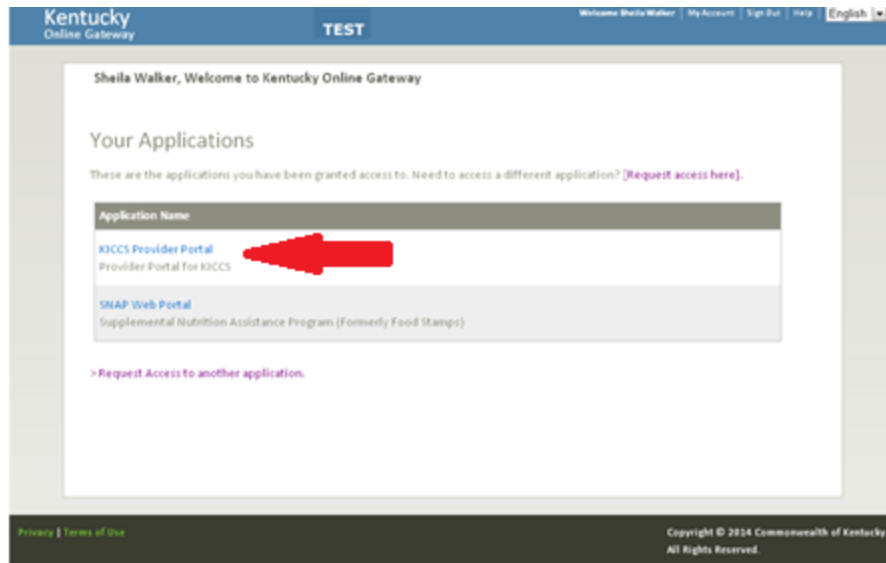 Kentucky
Online Gateway
TEST
Welcome Sheila Walker | My Account | Sign Out | Help | English
Sheila Walker, Welcome to Kentucky Online Gateway
Your Applications
These are the applications you have been granted access to. Need to access a different application? [Request access here].
Application Name
KICCS Provider Portal
Provider Portal for KICCS
SNAP Web Portal
Supplemental Nutrition Assistance Program (Formerly Food Stamps)
> Request Access to another application.
Privacy | Terms of Use
Copyright © 2014 Commonwealth of Kentucky
All Rights Reserved.